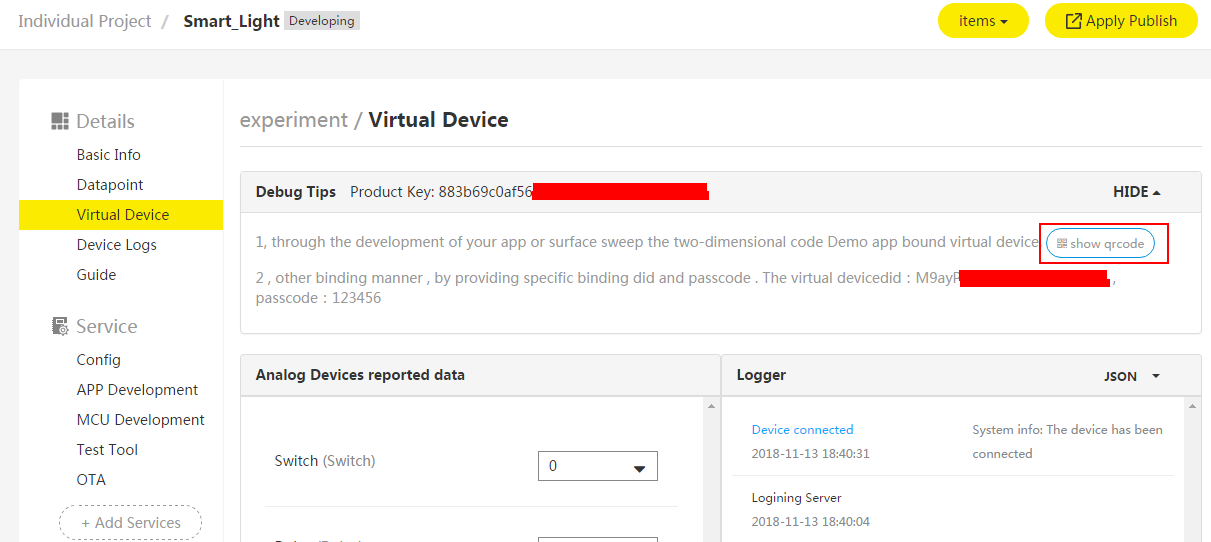 Individual Project / Smart_Light Developing items Apply Publish
Details
Basic Info
Datapoint
Virtual Device
Device Logs
Guide
Service
Config
APP Development
MCU Development
Test Tool
OTA
+ Add Services
experiment / Virtual Device
Debug Tips Product Key: 883b69c0af56 HIDE
1, through the development of your app or surface sweep the two-dimensional code Demo app bound virtual device show qrcode
2 , other binding manner , by providing specific binding did and passcode . The virtual devicedid : M9ayP ,
passcode : 123456
Analog Devices reported data
Switch (Switch) 0
Logger JSON
Device connected System info: The device has been
2018-11-13 18:40:31 connected
Logining Server
2018-11-13 18:40:04